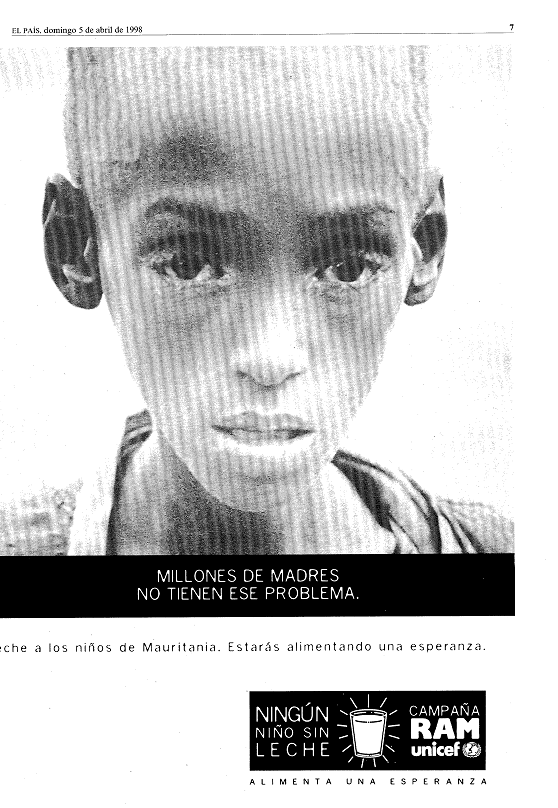 EL PAÍS, domingo 5 de abril de 1998
7
MILLONES DE MADRES
NO TIENEN ESE PROBLEMA.
eche a los niños de Mauritania. Estarás alimentando una esperanza.
NINGÚN
NIÑO SIN
LECHE
CAMPAÑA
RAM
unicef
ALIMENTA UNA ESPERANZA